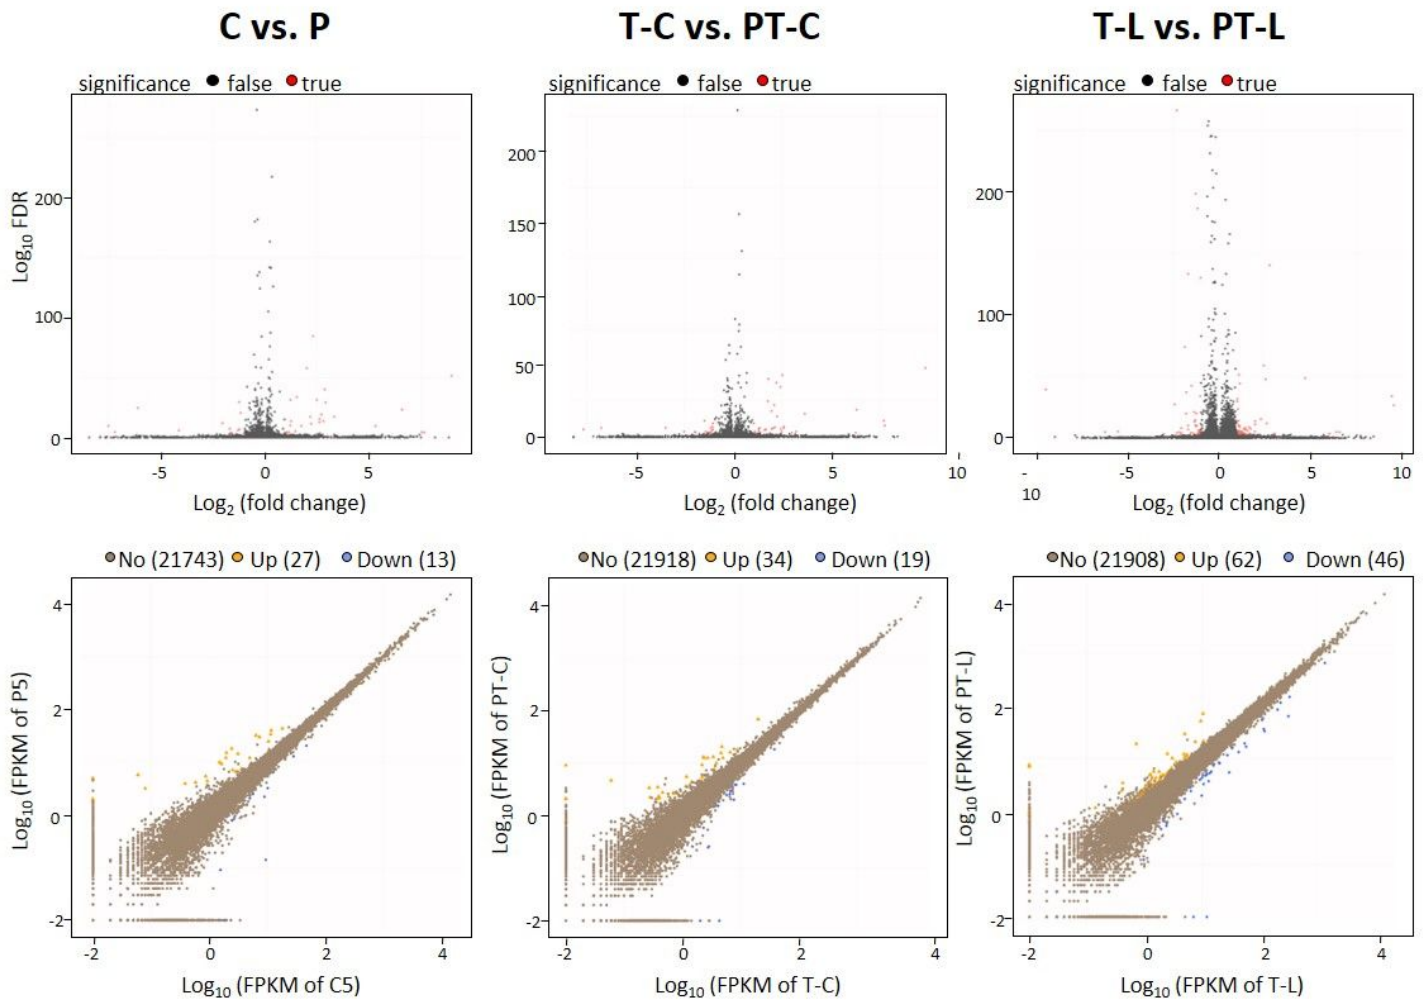 C vs. P
T-C vs. PT-C
T-L vs. PT-L
significance false true
significance false true
significance false true
Log10 FDR
200
100
0
-5 0 5
Log2 (fold change)
200
150
100
50
0
-5 0 5 10
Log2 (fold change)
200
100
0
-
10
-5 0 5 10
Log2 (fold change)
No (21743) Up (27) Down (13)
No (21918) Up (34) Down (19)
No (21908) Up (62) Down (46)
Log10 (FPKM of P5)
4
2
0
-2
-2 0 2 4
Log10 (FPKM of C5)
Log10 (FPKM of PT-C)
4
2
0
-2
-2 0 2 4
Log10 (FPKM of T-C)
Log10 (FPKM of PT-L)
4
2
0
-2
-2 0 2 4
Log10 (FPKM of T-L)